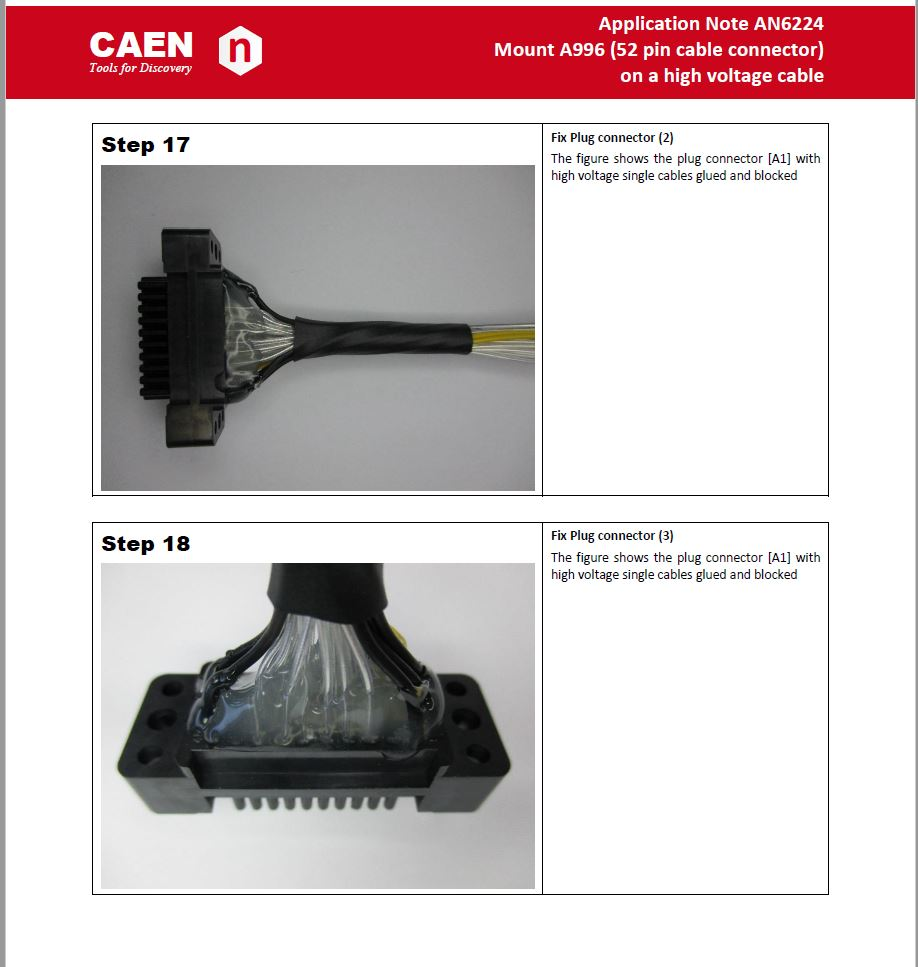 CAEN
Tools for Discovery
n
Application Note AN6224
Mount A996 (52 pin cable connector)
on a high voltage cable
Step 17
Fix Plug connector (2)
The figure shows the plug connector [A1] with
high voltage single cables glued and blocked
Step 18
Fix Plug connector (3)
The figure shows the plug connector [A1] with
high voltage single cables glued and blocked